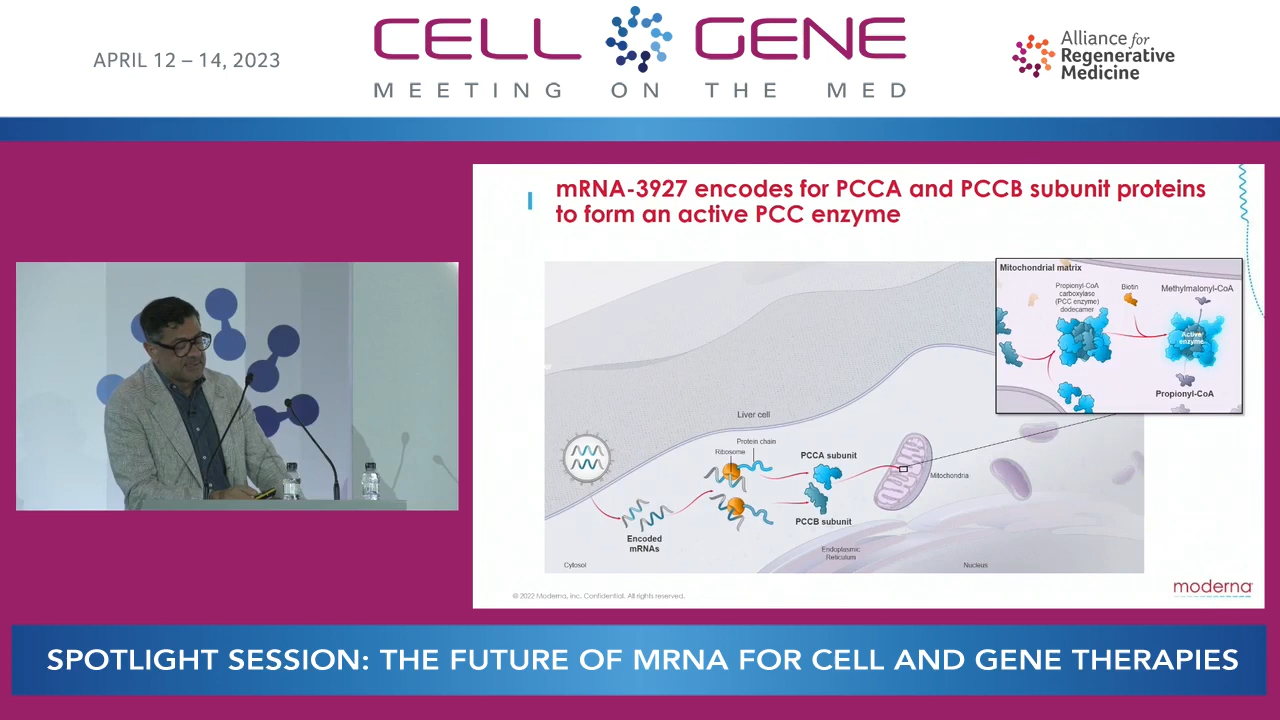 APRIL 12 – 14, 2023
CELL GENE
MEETING ON THE MED
Alliance for
Regenerative
Medicine
mRNA-3927 encodes for PCCA and PCCB subunit proteins
to form an active PCC enzyme
Mitochondrial matrix
Propionyl-CoA
carboxylase
(PCC enzyme)
dodecamer
Biotin
Methylmalonyl-CoA
Active
enzyme
Propionyl-CoA
Liver cell
Protein chain
Ribosome
PCCA subunit
Mitochondria
PCCB subunit
Encoded
mRNAs
Endoplasmic
Reticulum
Cytosol
Nucleus
© 2022 Moderna, Inc. Confidential. All rights reserved.
moderna
SPOTLIGHT SESSION: THE FUTURE OF MRNA FOR CELL AND GENE THERAPIES